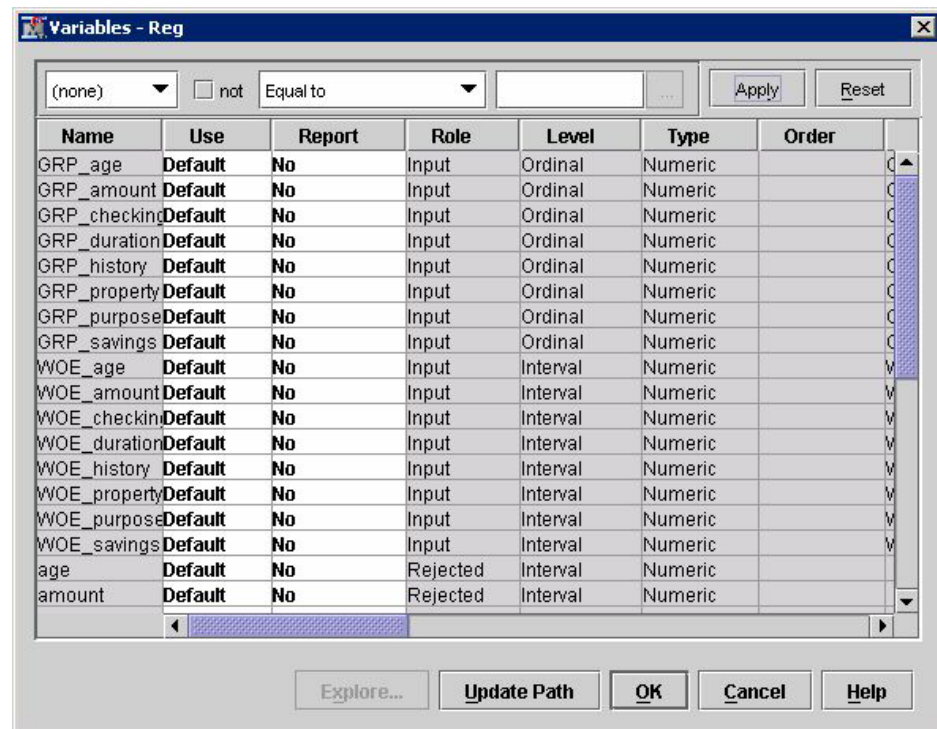 Variables - Reg
(none) not Equal to ... Apply Reset
Name Use Report Role Level Type Order
GRP_age Default No Input Ordinal Numeric
GRP_amount Default No Input Ordinal Numeric
GRP_checking Default No Input Ordinal Numeric
GRP_duration Default No Input Ordinal Numeric
GRP_history Default No Input Ordinal Numeric
GRP_property Default No Input Ordinal Numeric
GRP_purpose Default No Input Ordinal Numeric
GRP_savings Default No Input Ordinal Numeric
WOE_age Default No Input Interval Numeric
WOE_amount Default No Input Interval Numeric
WOE_checkin Default No Input Interval Numeric
WOE_duration Default No Input Interval Numeric
WOE_history Default No Input Interval Numeric
WOE_property Default No Input Interval Numeric
WOE_purpose Default No Input Interval Numeric
WOE_savings Default No Input Interval Numeric
age Default No Rejected Interval Numeric
amount Default No Rejected Interval Numeric
Explore... Update Path OK Cancel Help